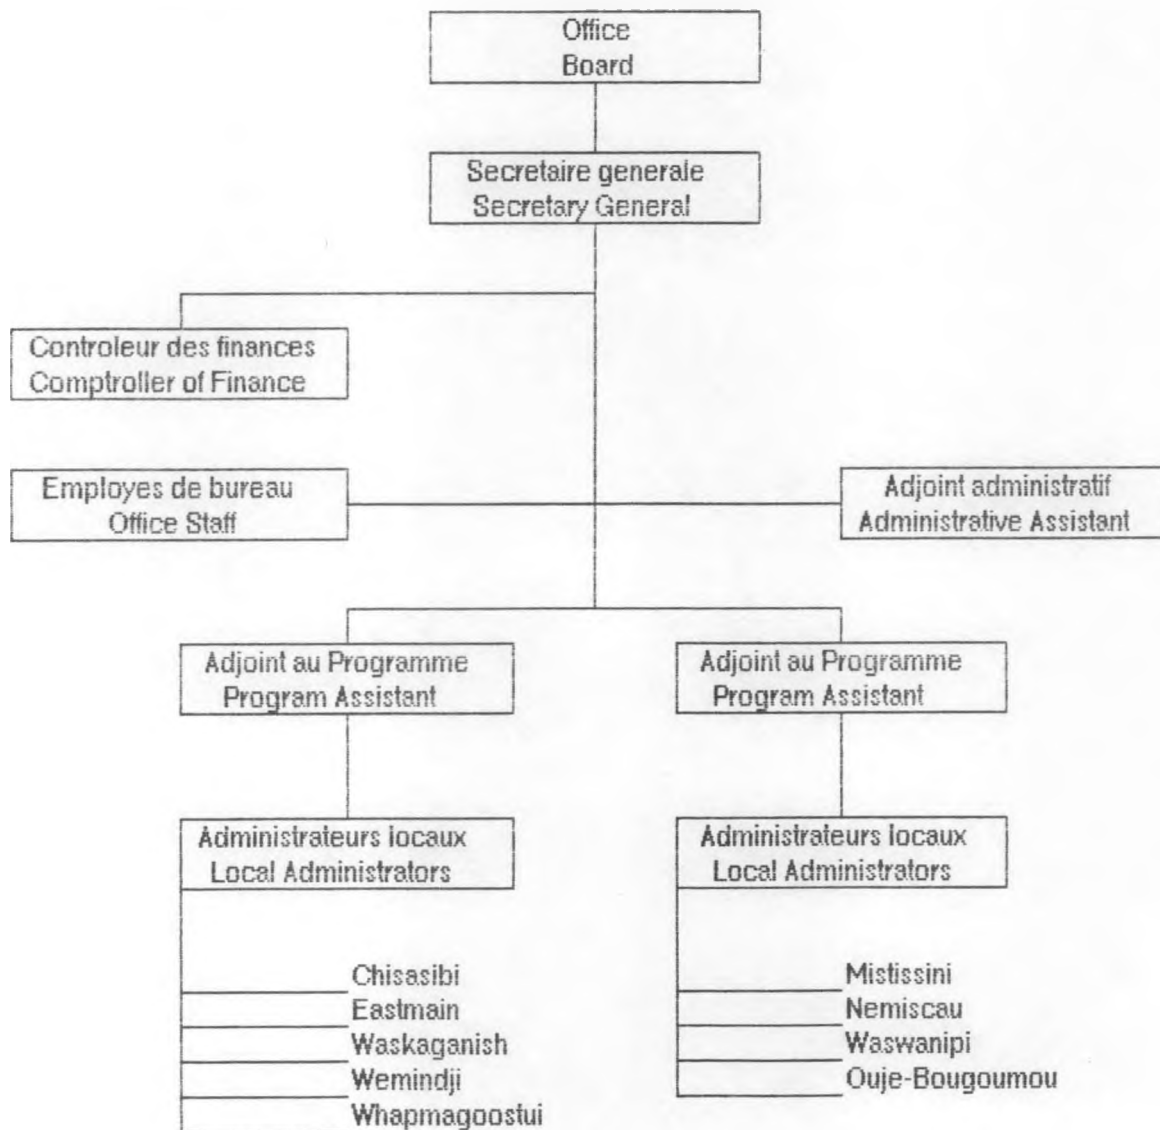 Office
Board
Secretaire generale
Secretary General
Controleur des finances
Comptroller of Finance
Employes de bureau
Office Staff
Adjoint administratif
Administrative Assistant
Adjoint au Programme
Program Assistant
Adjoint au Programme
Program Assistant
Administrateurs locaux
Local Administrators
Administrateurs locaux
Local Administrators
Chisasibi
Eastmain
Waskaganish
Wemindji
Whapmagoostui
Mistissini
Nemiscau
Waswanipi
Ouje-Bougoumou